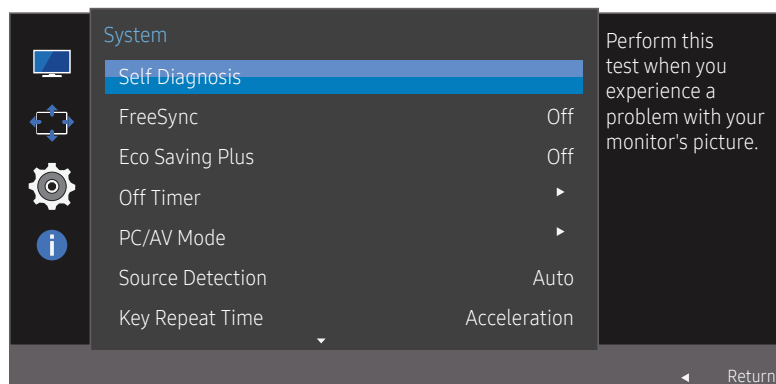 System
Self Diagnosis
FreeSync Off
Eco Saving Plus Off
Off Timer
PC/AV Mode
Source Detection Auto
Key Repeat Time Acceleration
Perform this
test when you
experience a
problem with your
monitor's picture.
Return